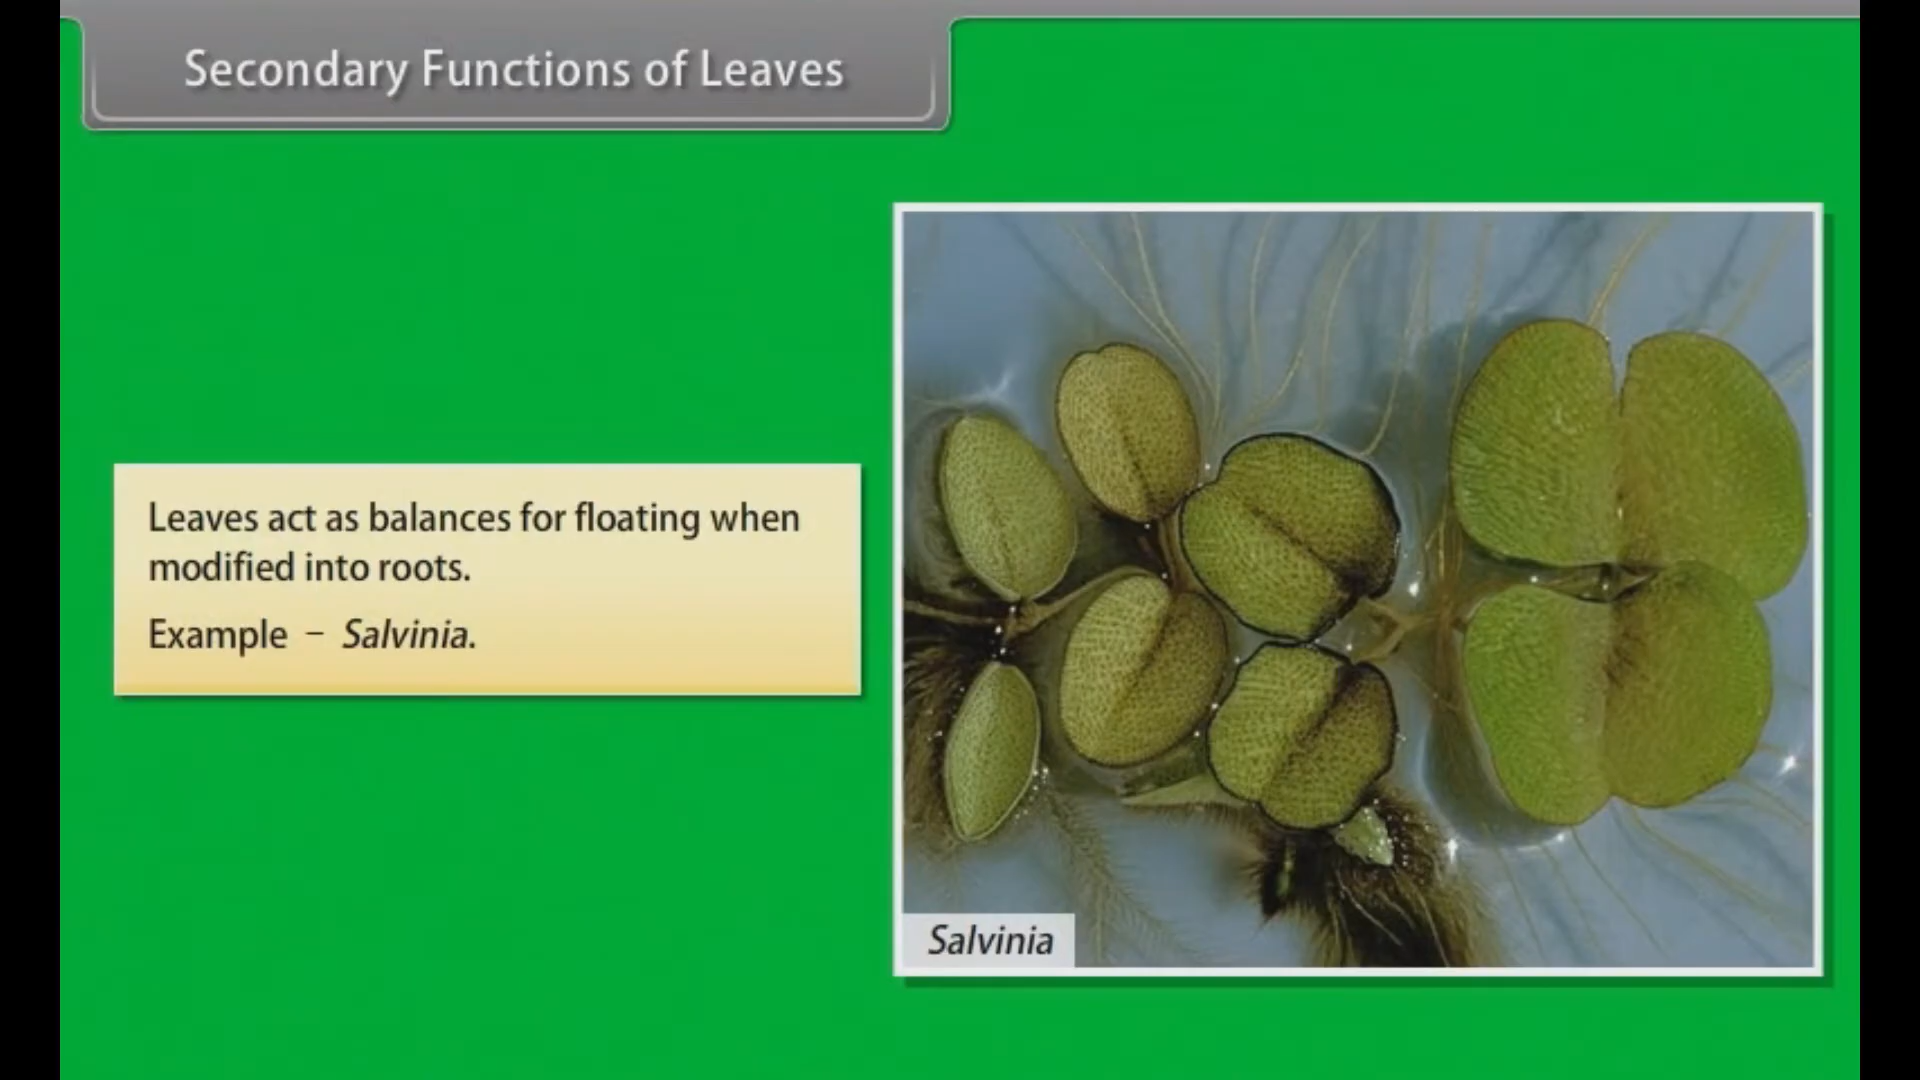 Secondary Functions of Leaves
Leaves act as balances for floating when
modified into roots.
Example – Salvinia.
Salvinia